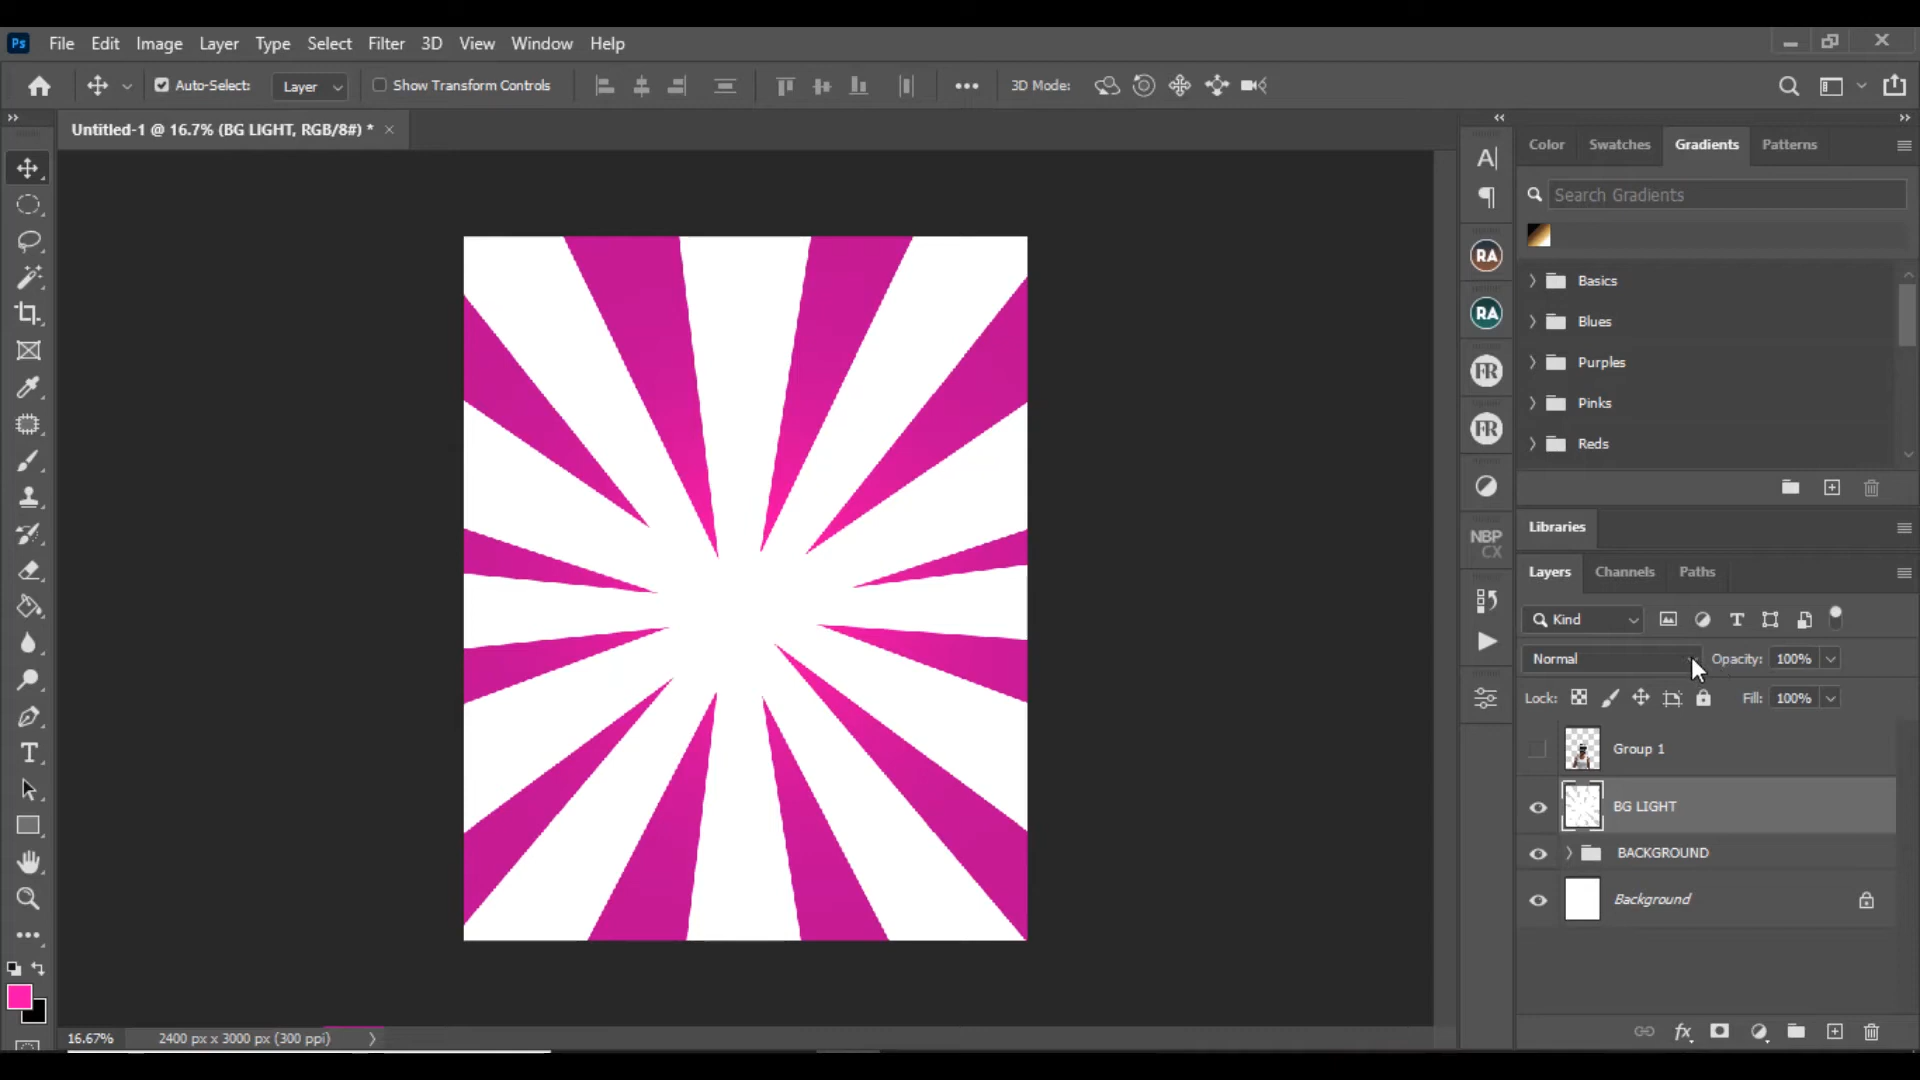 Ps File Edit Image Layer Type Select Filter 3D View Window Help
Auto-Select: Layer Show Transform Controls 3D Mode:
Untitled-1 @ 16.7% (BG LIGHT, RGB/8#) *
Color Swatches Gradients Patterns
Search Gradients
RA
Basics
RA
Blues
FR
Purples
FR
Pinks
Reds
Libraries
NBP
CX
Layers Channels Paths
Kind
Normal Opacity: 100%
Lock: Fill: 100%
Group 1
BG LIGHT
BACKGROUND
Background
16.67% 2400 px x 3000 px (300 ppi)